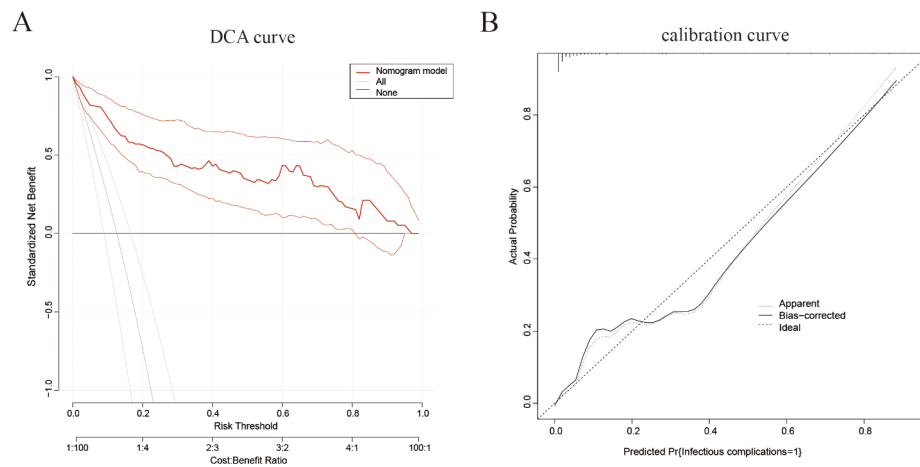 A
DCA curve
Nomogram model
All
None
Standardized Net Benefit
1.0
0.5
0.0
-0.5
-1.0
0.0 0.2 0.4 0.6 0.8 1.0
Risk Threshold
1:100 1:4 2:3 3:2 4:1 100:1
Cost:Benefit Ratio
B
calibration curve
Actual Probability
0.8
0.6
0.4
0.2
0.0
Apparent
Bias-corrected
Ideal
0.0 0.2 0.4 0.6 0.8
Predicted Pr{Infectious complications=1}